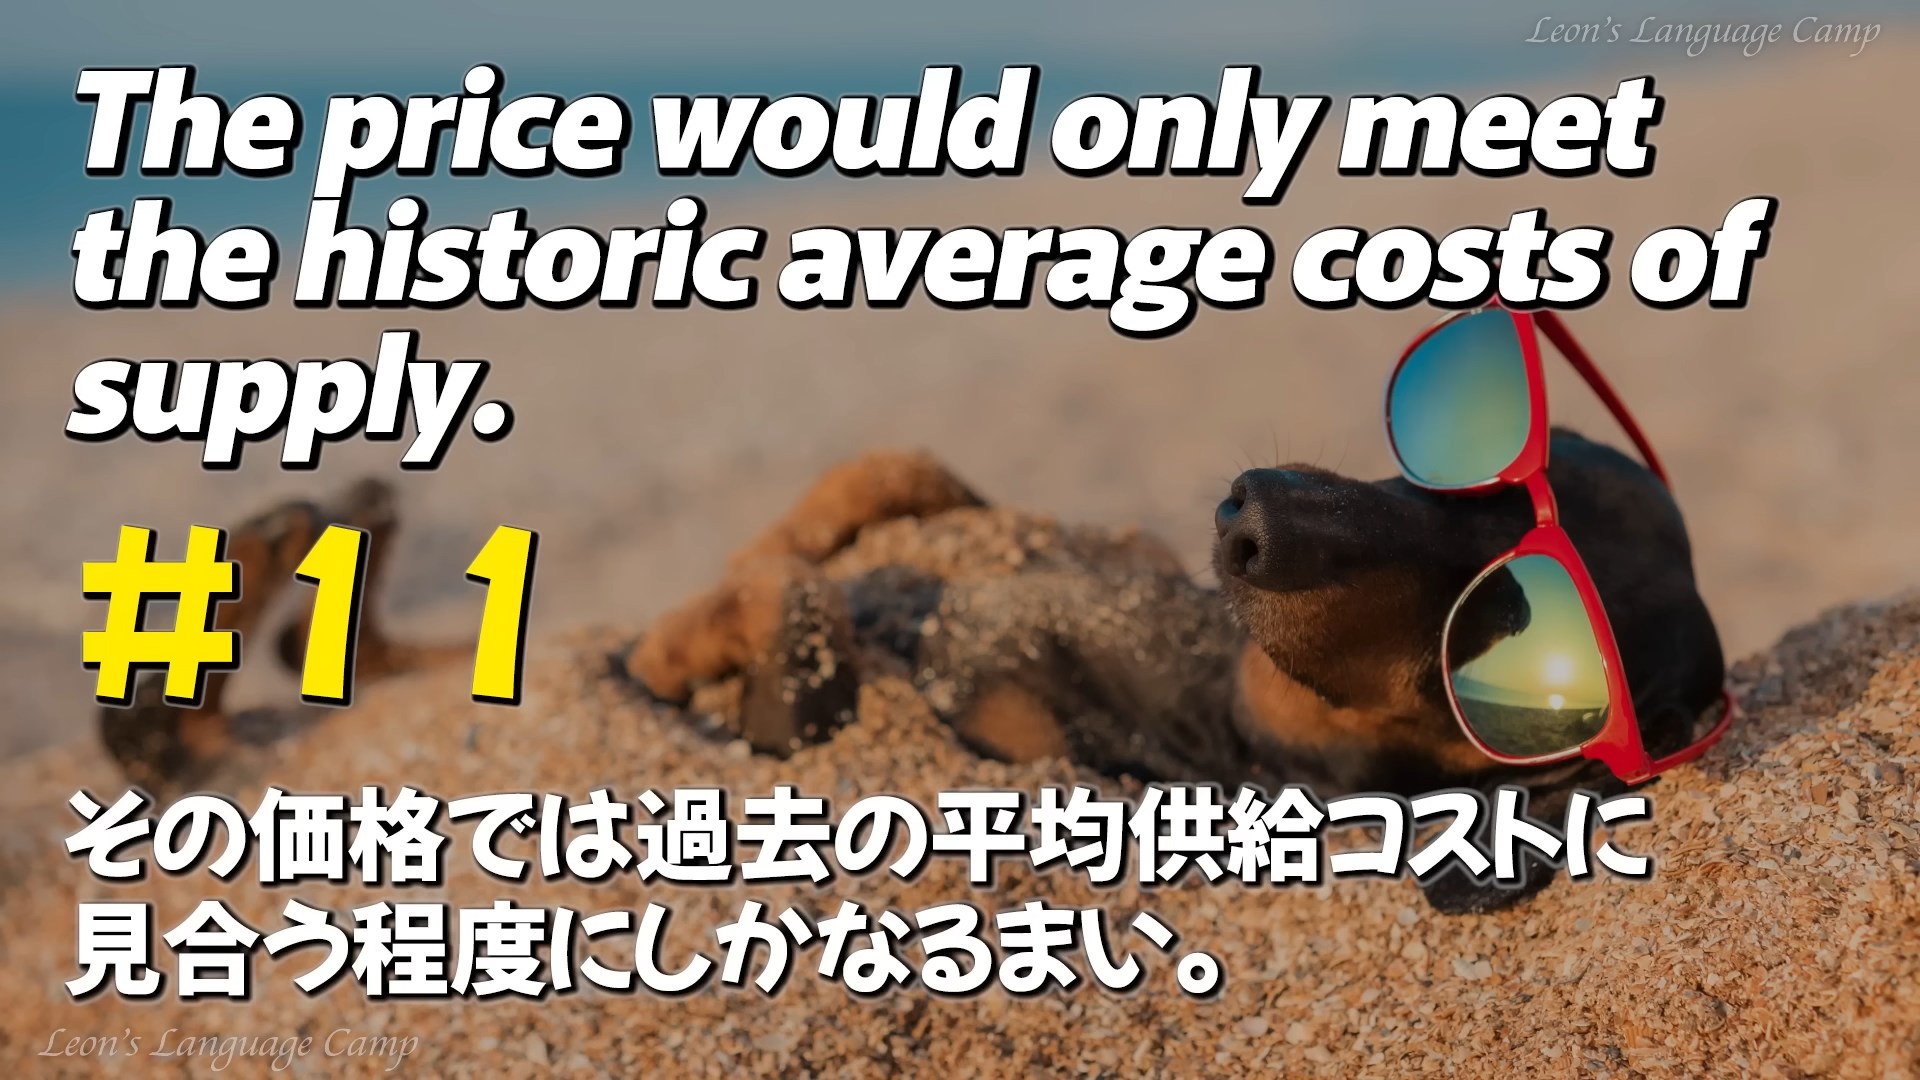 Leon's Language Camp
The price would only meet
the historic average costs of
supply.
#11
その価格では過去の平均供給コストに
見合う程度にしかなるまい。
Leon's Language Camp